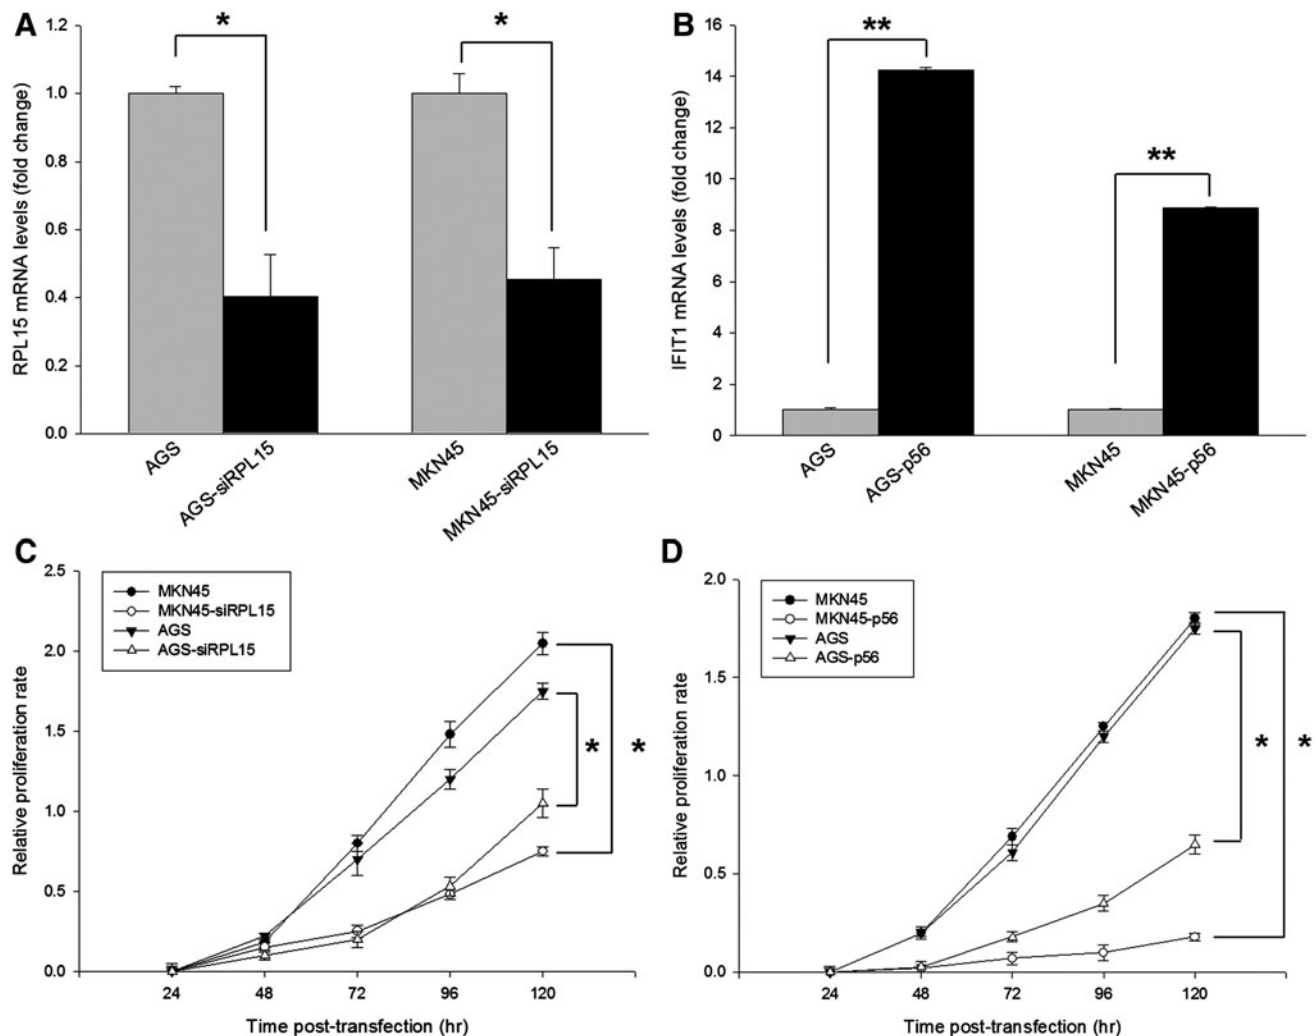 A
*
*
RPL15 mRNA levels (fold change)
1.2
1.0
0.8
0.6
0.4
0.2
0.0
AGS
AGS-siRPL15
MKN45
MKN45-siRPL15
B
**
**
IFIT1 mRNA levels (fold change)
16
14
12
10
8
6
4
2
0
AGS
AGS-p56
MKN45
MKN45-p56
C
MKN45
MKN45-siRPL15
AGS
AGS-siRPL15
*
*
Relative proliferation rate
2.5
2.0
1.5
1.0
0.5
0.0
24 48 72 96 120
Time post-transfection (hr)
D
MKN45
MKN45-p56
AGS
AGS-p56
*
*
Relative proliferation rate
2.0
1.5
1.0
0.5
0.0
24 48 72 96 120
Time post-transfection (hr)